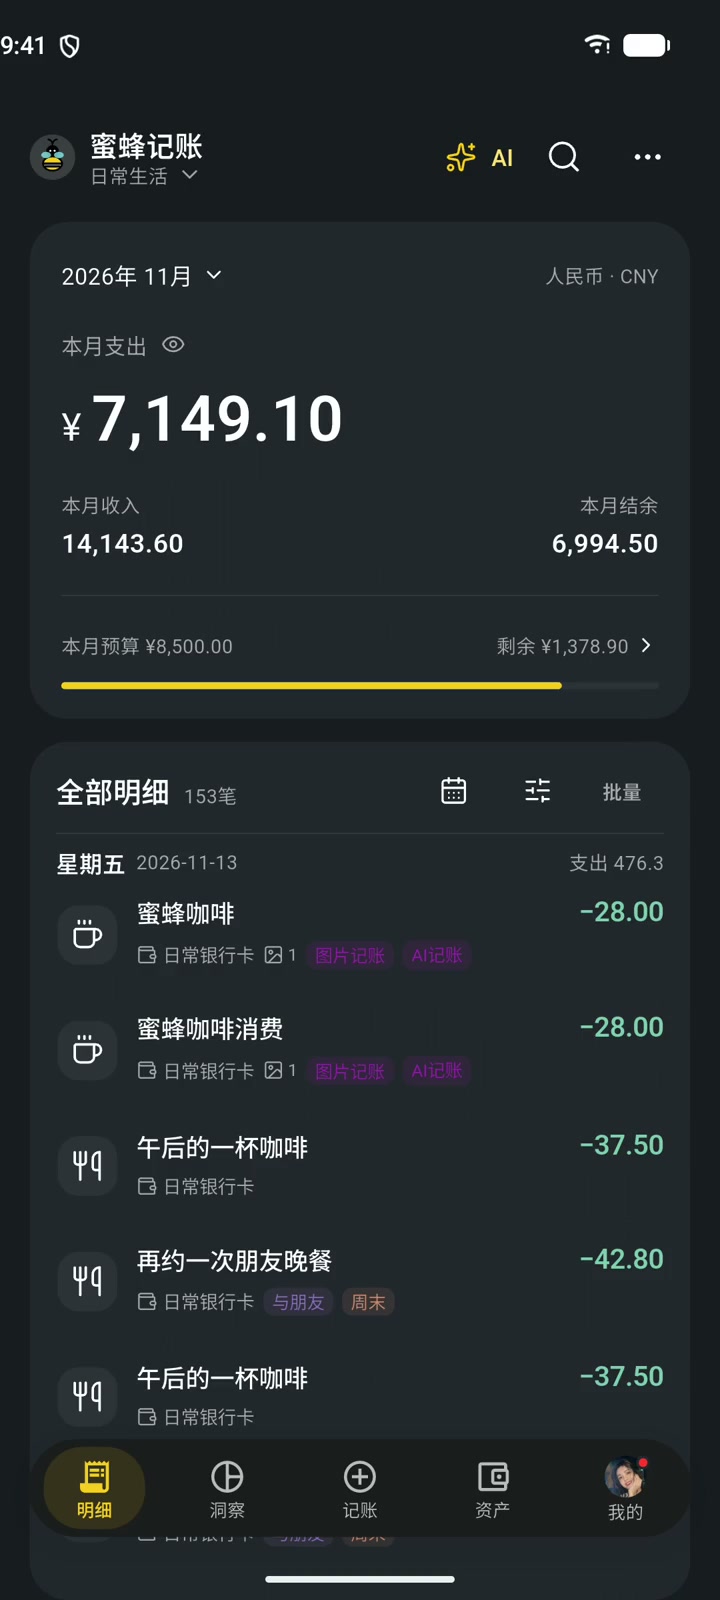 9:41
蜜蜂记账
日常生活
AI
2026年 11月
人民币 · CNY
本月支出
¥ 7,149.10
本月收入
本月结余
14,143.60
6,994.50
本月预算 ¥8,500.00
剩余 ¥1,378.90
全部明细 153笔
批量
星期五 2026-11-13
支出 476.3
蜜蜂咖啡
-28.00
日常银行卡 1 图片记账 AI记账
蜜蜂咖啡消费
-28.00
日常银行卡 1 图片记账 AI记账
午后的一杯咖啡
-37.50
日常银行卡
再约一次朋友晚餐
-42.80
日常银行卡 与朋友 周末
午后的一杯咖啡
-37.50
日常银行卡
明细
洞察
记账
资产
我的